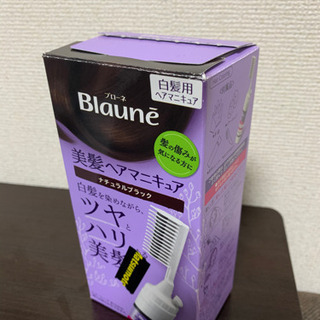 白髪用
ヘアマニキュア
ブローネ
Blaunē
髪の傷みが
気になる方に
美髪ヘアマニキュア
ナチュラルブラック
白髪を染めながら、
ツヤと
ハリ
美髪
tatsumoto